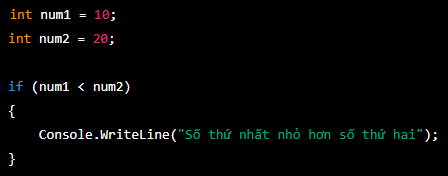 int num1 = 10;
int num2 = 20;

if (num1 < num2)
{
    Console.WriteLine("Số thứ nhất nhỏ hơn số thứ hai");
}